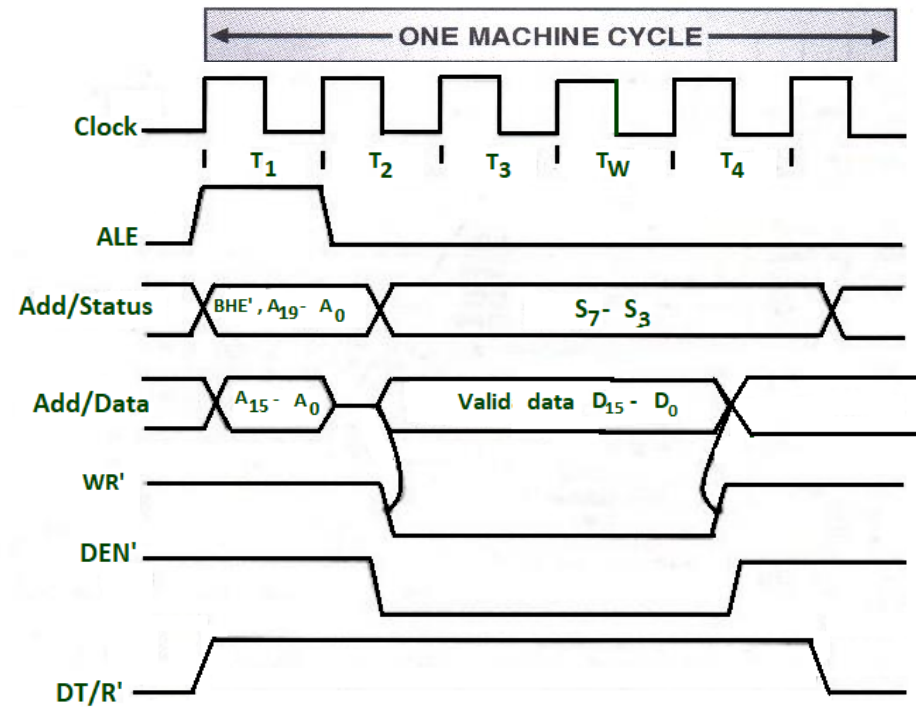 ONE MACHINE CYCLE
Clock
T1 T2 T3 TW T4
ALE
Add/Status BHE', A19- A0 S7- S3
Add/Data A15 - A0 Valid data D15 - D0
WR'
DEN'
DT/R'